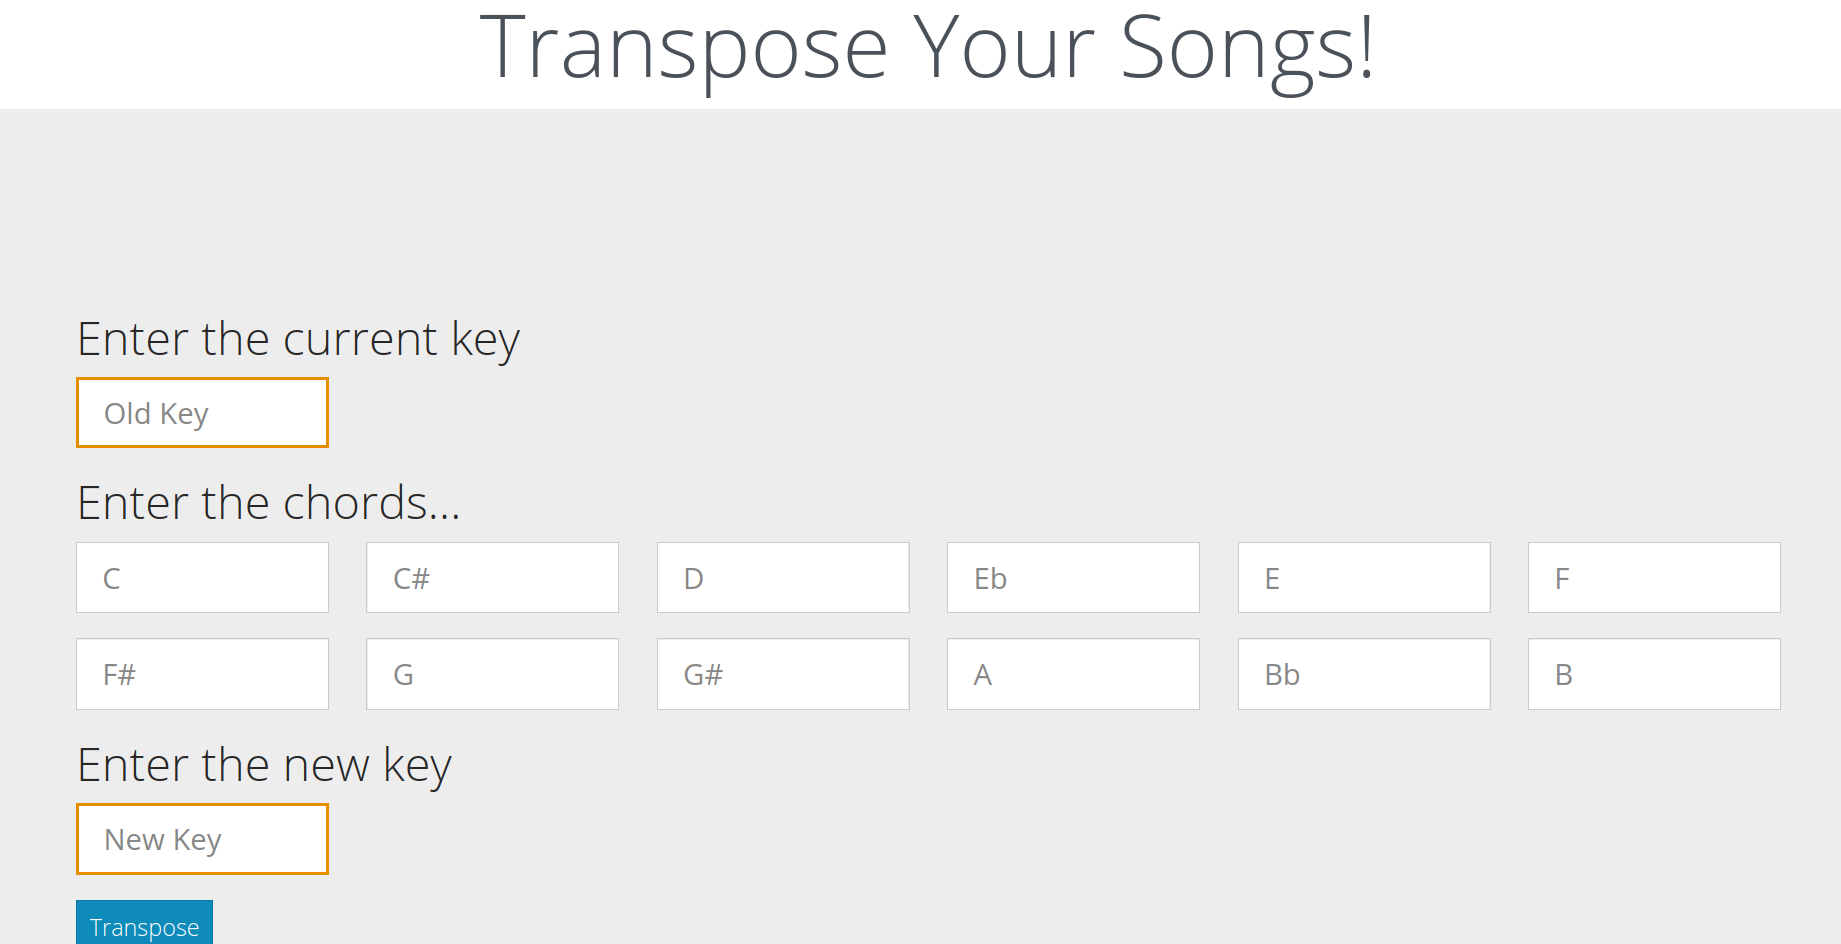 Transpose Your Songs!
Enter the current key
Old Key
Enter the chords...
C C# D Eb E F
F# G G# A Bb B
Enter the new key
New Key
Transpose